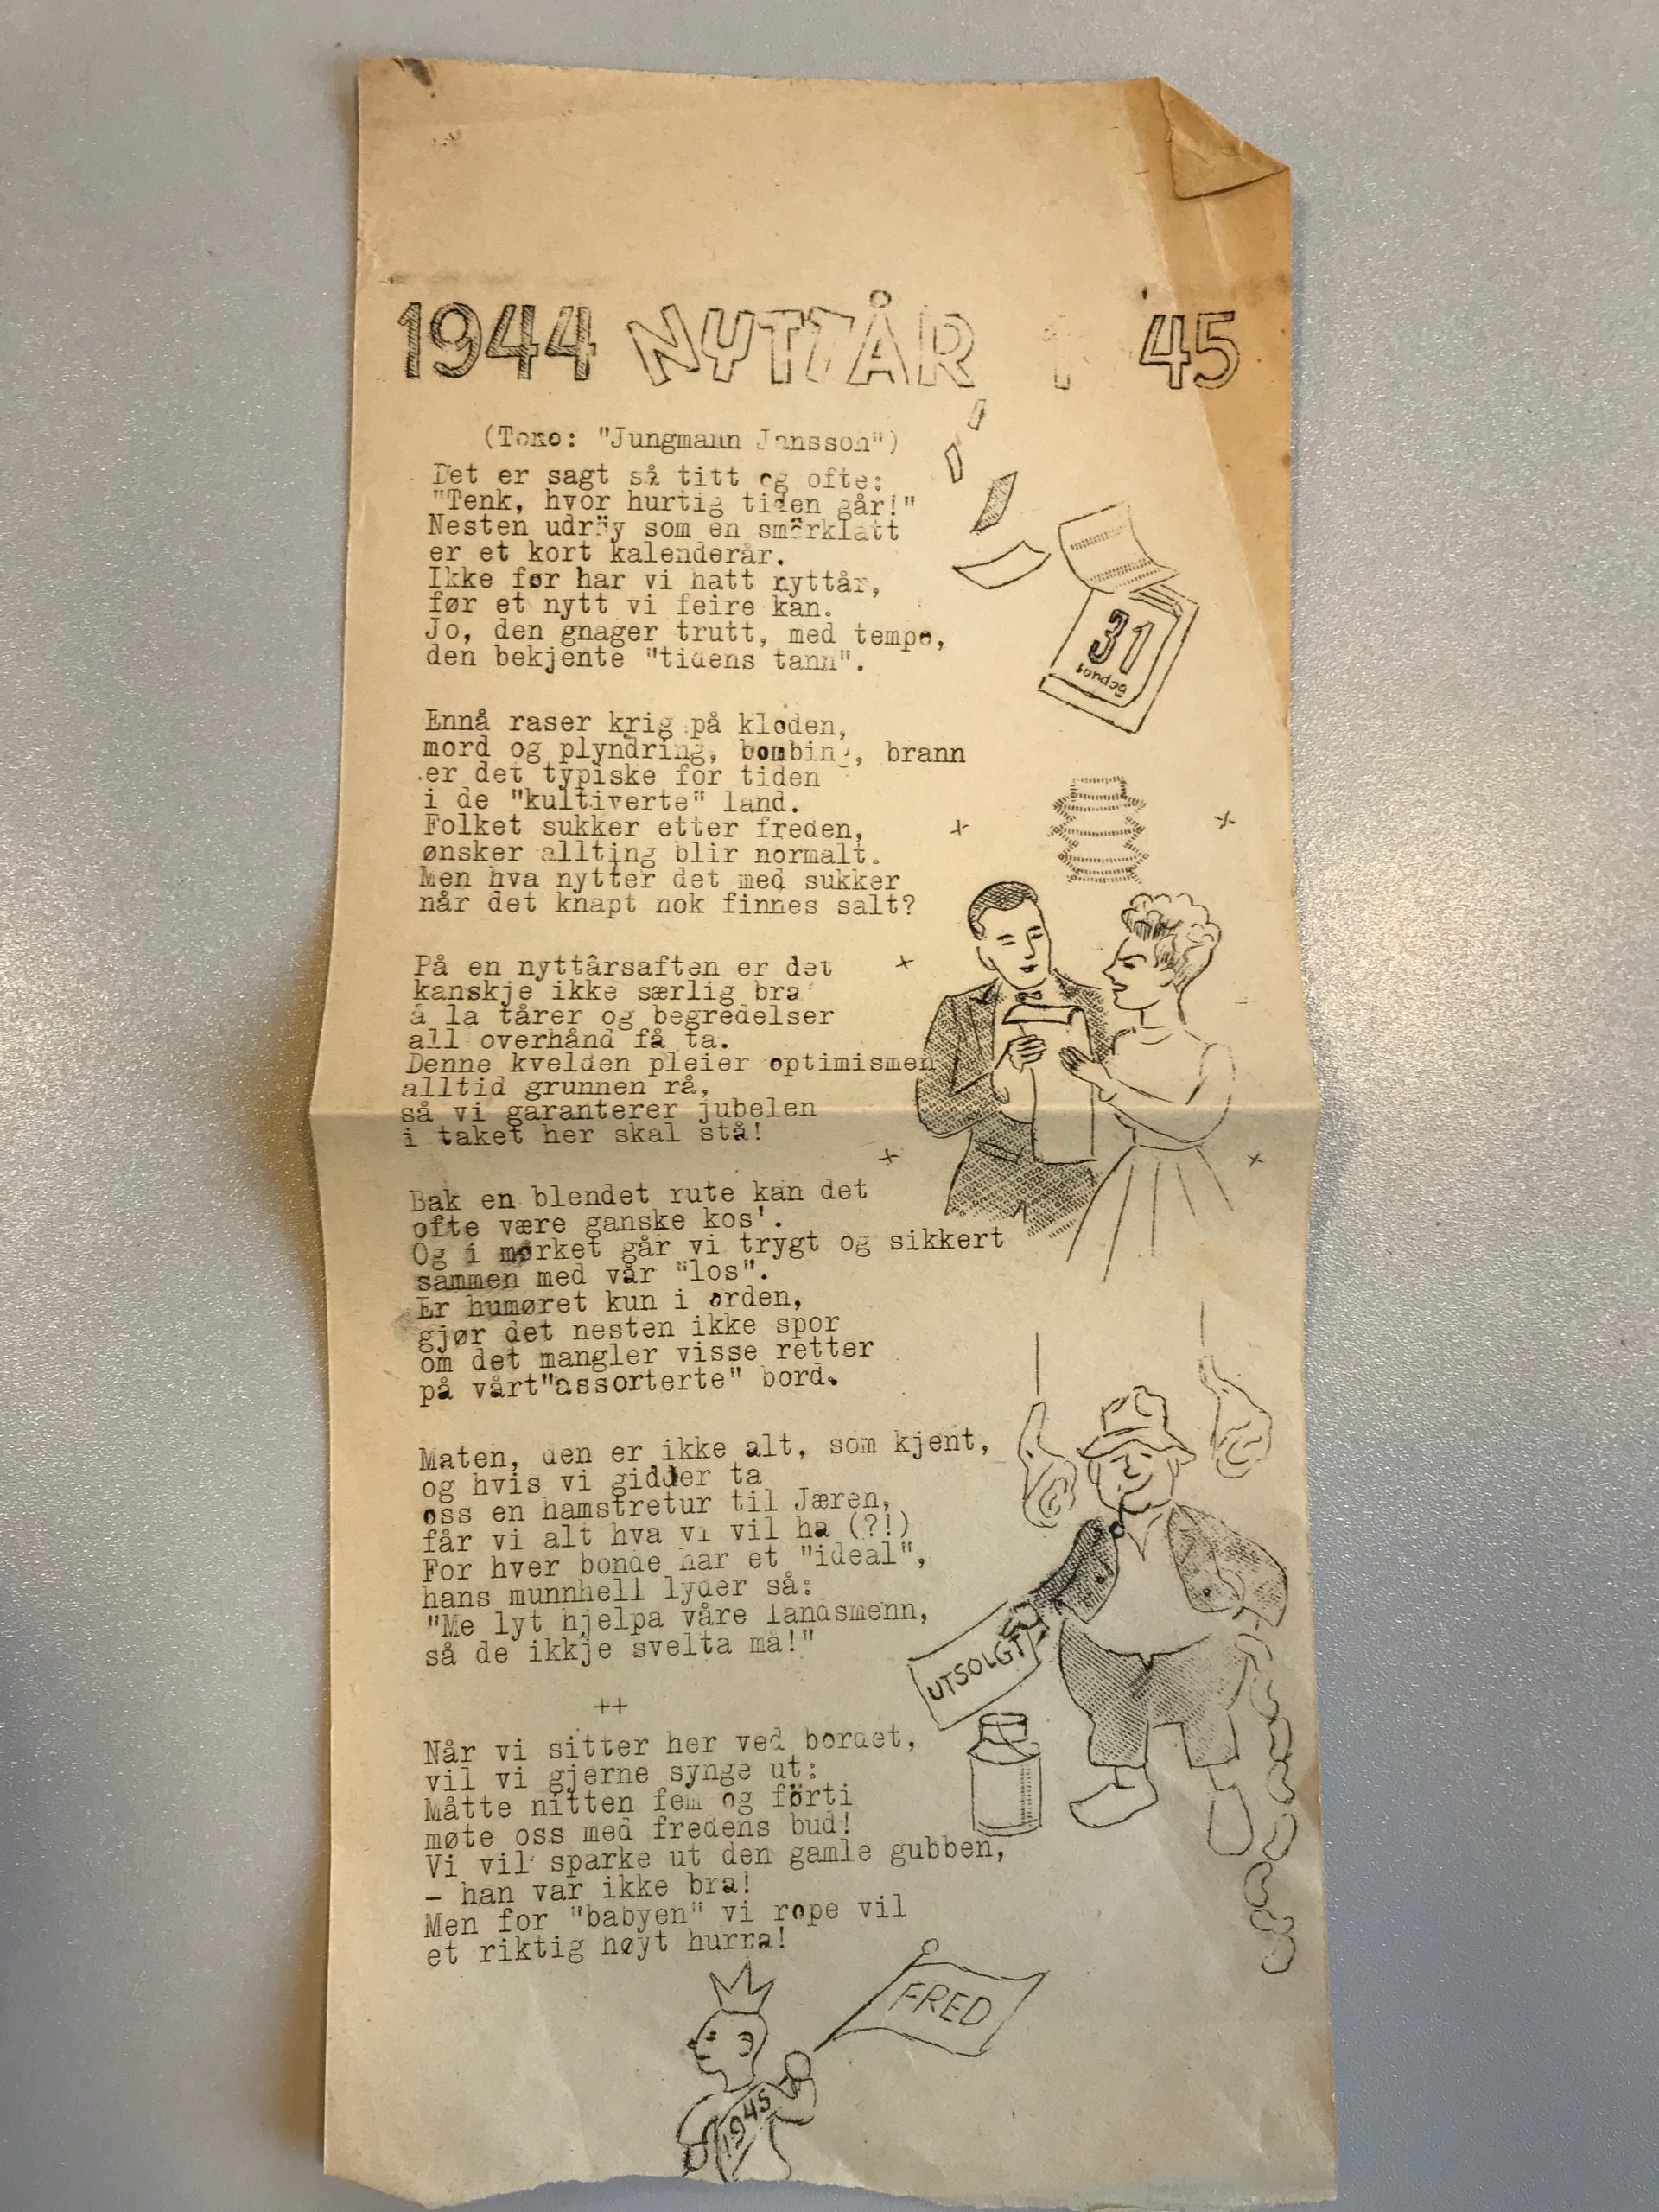 1944 NYTTÅR 1 45
(Tone: "Jungmann Jansson")
Det er sagt så titt og ofte:
"Tenk, hvor hurtig tiden går!"
Nesten udröy som en smörklatt
er et kort kalenderår.
Ikke før har vi hatt nyttår,
før et nytt vi feire kan.
Jo, den gnager trutt, med tempo,
den bekjente "tidens tann".
31
Ennå raser krig på kloden,
mord og plyndring, bombing, brann
er det typiske for tiden
i de "kultiverte" land.
Folket sukker etter freden,
ønsker allting blir normalt.
Men hva nytter det med sukker
når det knapt nok finnes salt?
På en nyttårsaften er det
kanskje ikke særlig bra
å la tårer og begredelser
all overhånd få ta.
Denne kvelden pleier optimismen
alltid grunnen rå,
så vi garanterer jubelen
i taket her skal stå!
Bak en blendet rute kan det
ofte være ganske kos'.
Og i mørket går vi trygt og sikkert
sammen med vår "los".
Er humøret kun i orden,
gjør det nesten ikke spor
om det mangler visse retter
på vårt"assorterte" bord.
Maten, den er ikke alt, som kjent,
og hvis vi gidder ta
oss en hamstretur til Jæren,
får vi alt hva vi vil ha (?!)
For hver bonde har et "ideal",
hans munnhell lyder så:
"Me lyt hjelpa våre landsmenn,
så de ikkje svelta må!"
UTSOLGT
++
Når vi sitter her ved bordet,
vil vi gjerne synge ut:
Måtte nitten fem og förti
møte oss med fredens bud!
Vi vil sparke ut den gamle gubben,
- han var ikke bra!
Men for "babyen" vi rope vil
et riktig høyt hurra!
FRED
1945